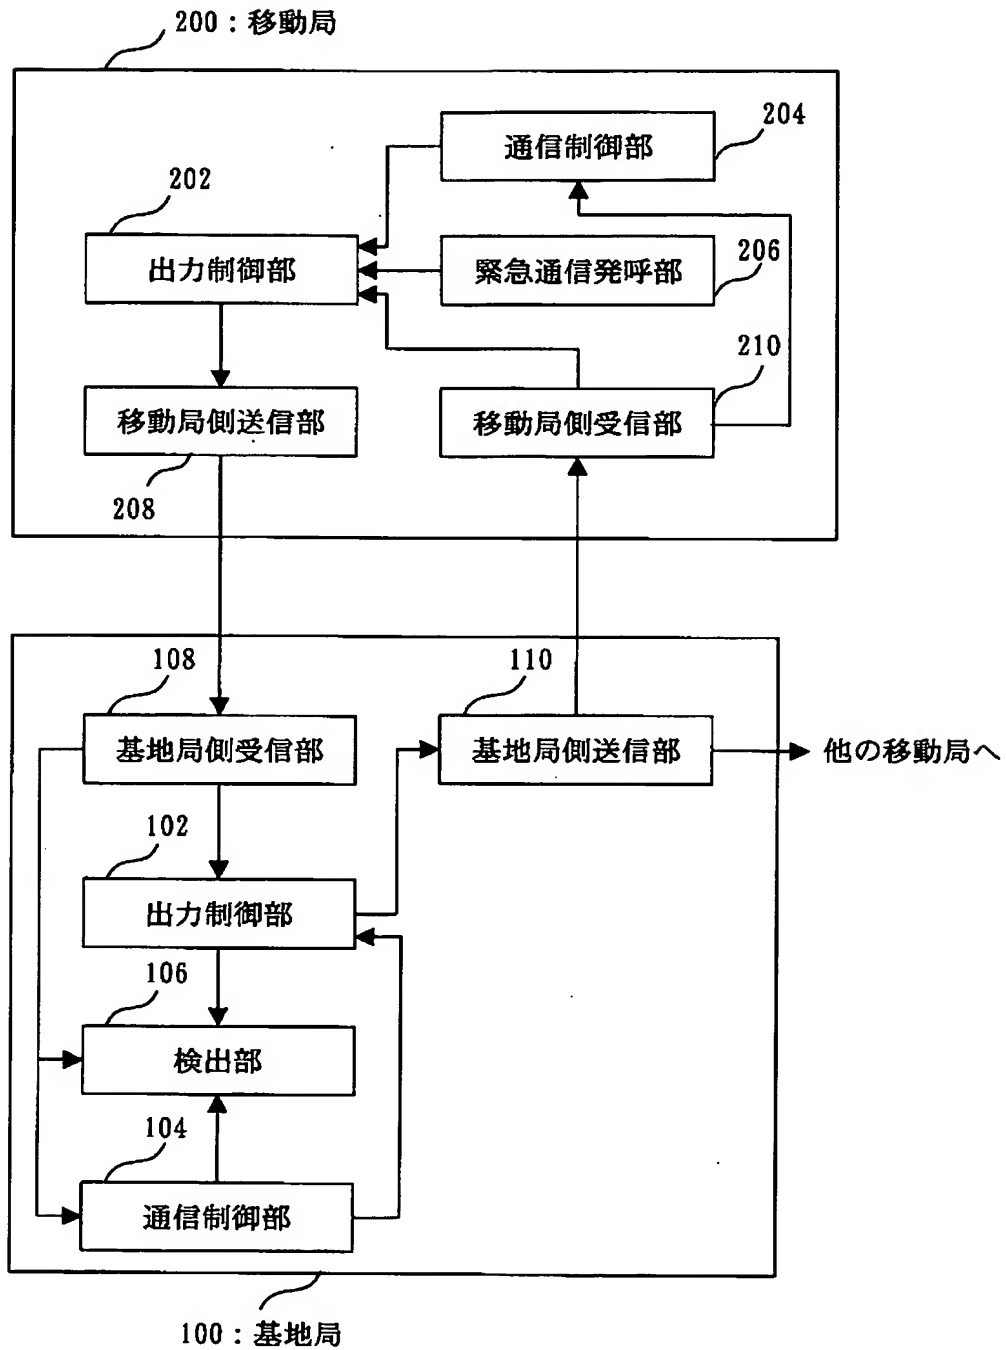 200：移動局
204
通信制御部
202
206
出力制御部
緊急通信発呼部
210
移動局側送信部
移動局側受信部
208
108
110
基地局側受信部
基地局側送信部
他の移動局へ
102
出力制御部
106
検出部
104
通信制御部
100：基地局